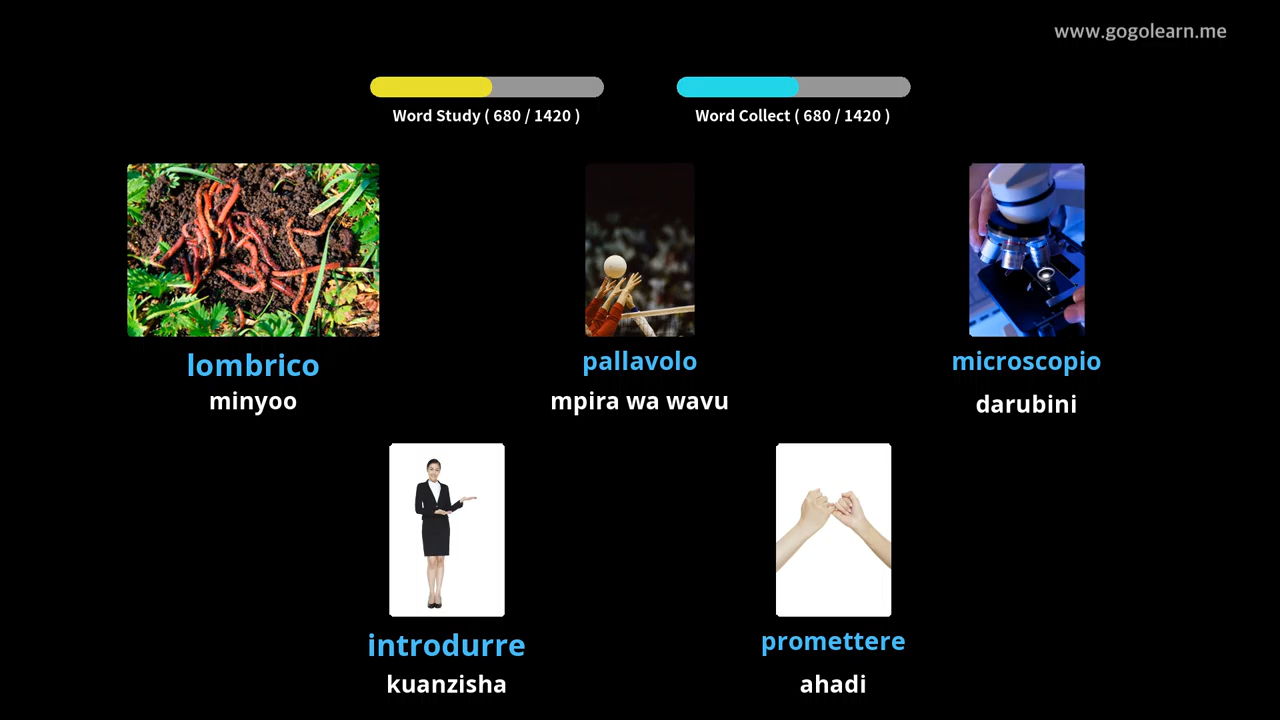 www.gogolearn.me
Word Study ( 680 / 1420 )
Word Collect ( 680 / 1420 )
lombrico
minyoo
pallavolo
mpira wa wavu
microscopio
darubini
introdurre
kuanzisha
promettere
ahadi